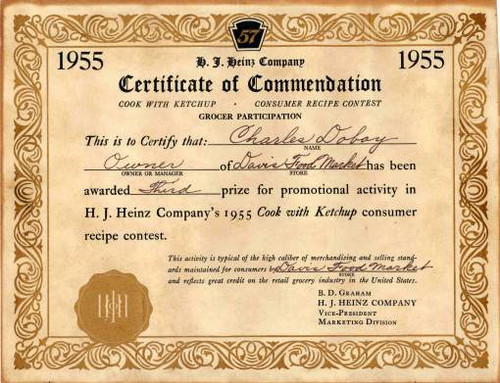 57
1955 1955
H. J. Heinz Company
Certificate of Commendation
COOK WITH KETCHUP · CONSUMER RECIPE CONTEST
GROCER PARTICIPATION
This is to Certify that: Charles Doboy
NAME
Owner of Davis Food Market has been
OWNER OR MANAGER STORE
awarded Third prize for promotional activity in
H. J. Heinz Company's 1955 Cook with Ketchup consumer
recipe contest.
This activity is typical of the high caliber of merchandizing and selling stand-
ards maintained for consumers by Davis Food Market
STORE
and reflects great credit on the retail grocery industry in the United States.
B. D. GRAHAM
H. J. HEINZ COMPANY
VICE-PRESIDENT
MARKETING DIVISION
HJH